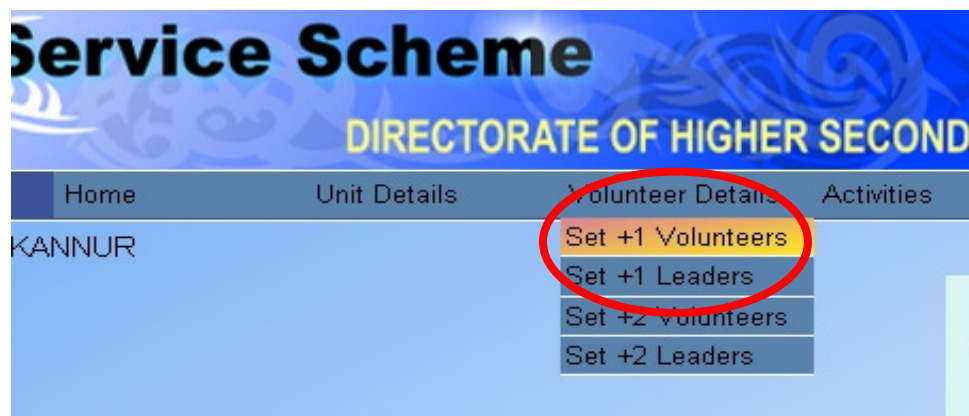 Service Scheme
DIRECTORATE OF HIGHER SECOND
Home Unit Details Volunteer Details Activities
KANNUR
Set +1 Volunteers
Set +1 Leaders
Set +2 Volunteers
Set +2 Leaders